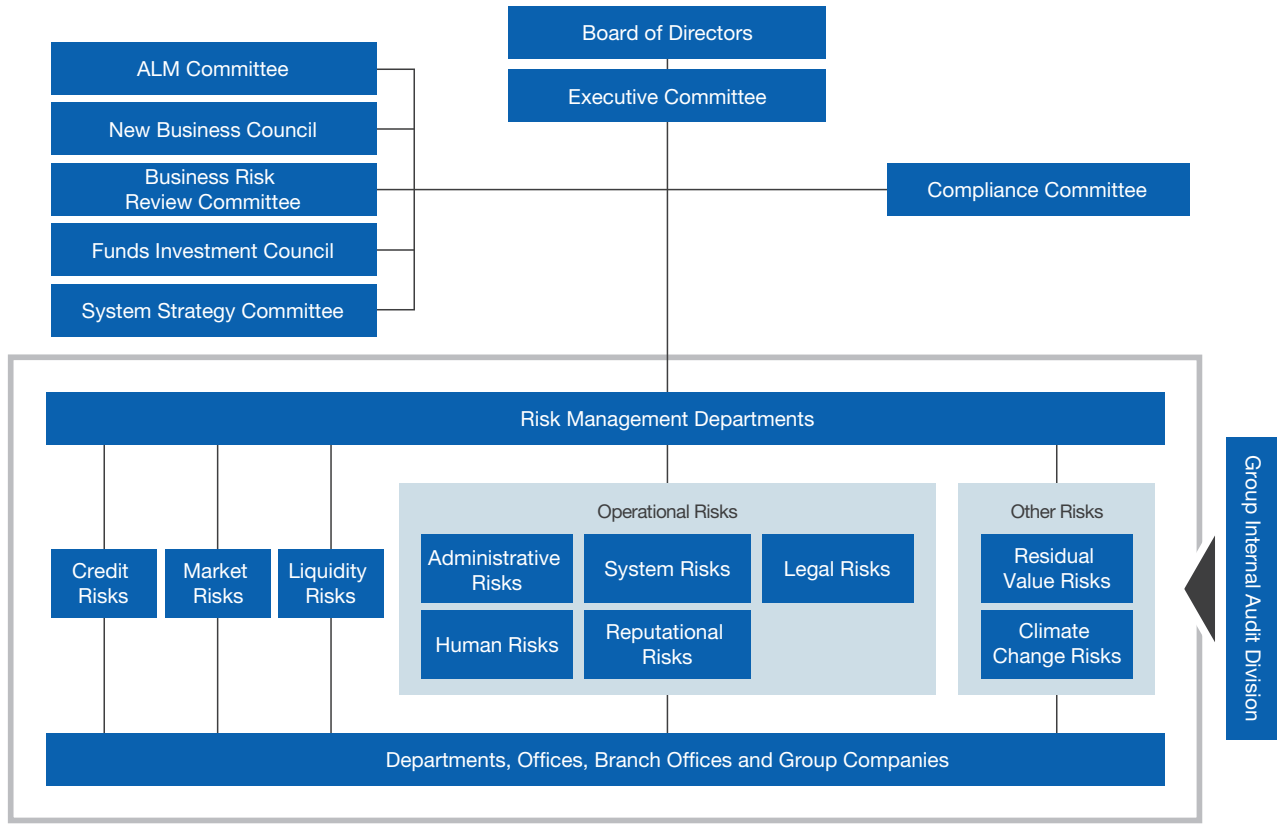 Board of Directors
Executive Committee
ALM Committee
New Business Council
Business Risk
Review Committee
Funds Investment Council
System Strategy Committee
Compliance Committee
Risk Management Departments
Credit
Risks
Market
Risks
Liquidity
Risks
Operational Risks
Administrative
Risks
System Risks
Legal Risks
Human Risks
Reputational
Risks
Other Risks
Residual
Value Risks
Climate
Change Risks
Departments, Offices, Branch Offices and Group Companies
Group Internal Audit Division